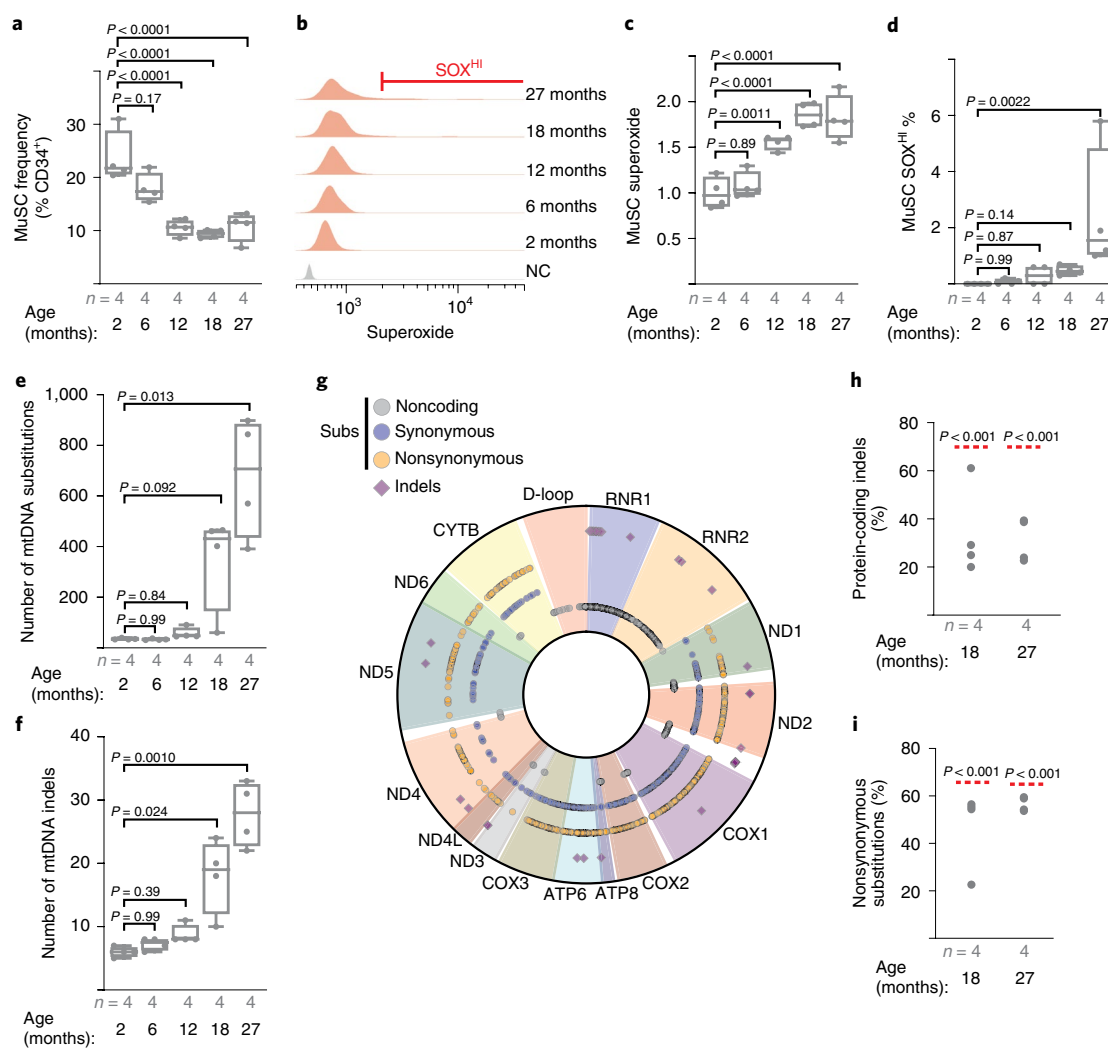 a
P < 0.0001
P < 0.0001
P < 0.0001
P = 0.17
MuSC frequency
(% CD34⁺)
30
20
10
n = 4 4 4 4 4
Age
(months): 2 6 12 18 27
b
SOX^HI
27 months
18 months
12 months
6 months
2 months
NC
10³ 10⁴
Superoxide
c
P < 0.0001
P < 0.0001
P = 0.0011
P = 0.89
MuSC superoxide
2.0
1.5
1.0
0.5
n = 4 4 4 4 4
Age
(months): 2 6 12 18 27
d
P = 0.0022
P = 0.14
P = 0.87
P = 0.99
MuSC SOX^HI %
6
4
2
0
n = 4 4 4 4 4
Age
(months): 2 6 12 18 27
e
P = 0.013
P = 0.092
P = 0.84
P = 0.99
Number of mtDNA substitutions
1,000
800
600
400
200
n = 4 4 4 4 4
Age
(months): 2 6 12 18 27
f
P = 0.0010
P = 0.024
P = 0.39
P = 0.99
Number of mtDNA indels
40
30
20
10
n = 4 4 4 4 4
Age
(months): 2 6 12 18 27
g
Subs
Noncoding
Synonymous
Nonsynonymous
Indels
D-loop
RNR1
RNR2
ND1
ND2
COX1
COX2
ATP8
ATP6
COX3
ND3
ND4L
ND4
ND5
ND6
CYTB
h
P < 0.001 P < 0.001
Protein-coding indels
(%)
80
60
40
20
n = 4 4
Age
(months): 18 27
i
P < 0.001 P < 0.001
Nonsynonymous
substitutions (%)
80
60
40
20
n = 4 4
Age
(months): 18 27